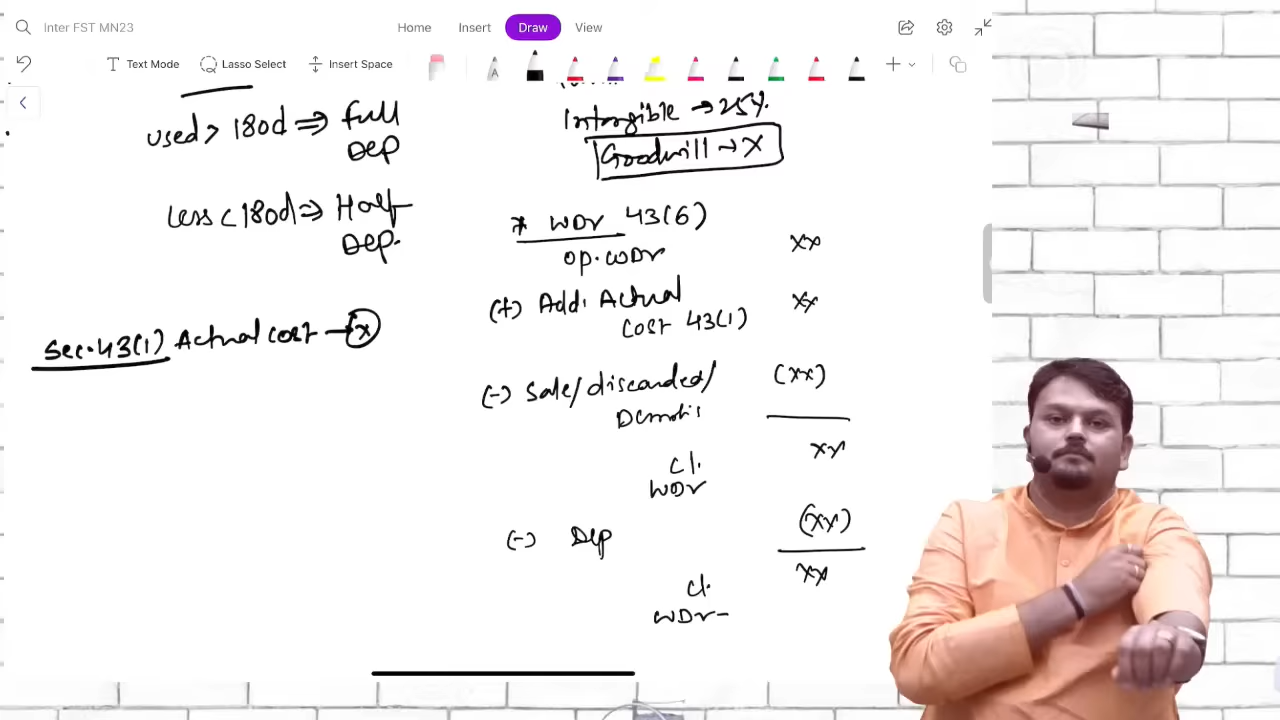 Inter FST MN23
Home
Insert
Draw
View
Text Mode
Lasso Select
Insert Space
used > 180d ⇒ full
Dep
less < 180d ⇒ Half
Dep.
Sec. 43(1) Actual cost → x
Intangible → 25%.
Goodwill → X
* WDV 43(6)
op. WDV xx
(+) Add: Actual xx
cost 43(1)
(-) Sale/discarded/ (xx)
Demolis
xx
cl.
WDV
(-) Dep (xx)
xx
cl.
WDV -